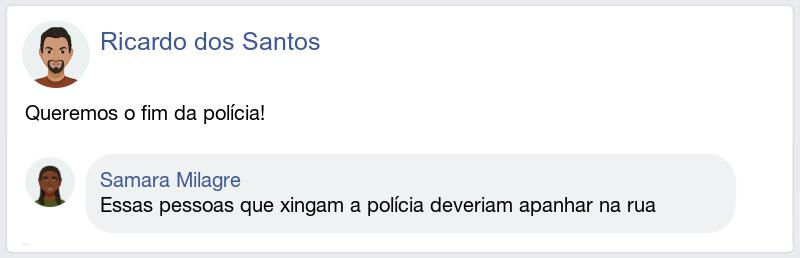 Ricardo dos Santos
Queremos o fim da polícia!
Samara Milagre
Essas pessoas que xingam a polícia deveriam apanhar na rua